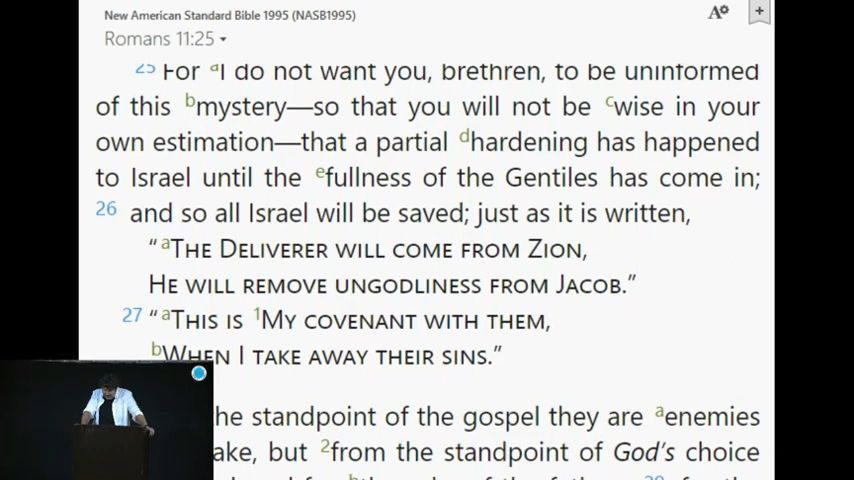 New American Standard Bible 1995 (NASB1995)
Romans 11:25
25 For aI do not want you, brethren, to be uninformed
of this bmystery—so that you will not be cwise in your
own estimation—that a partial dhardening has happened
to Israel until the efullness of the Gentiles has come in;
26 and so all Israel will be saved; just as it is written,
“aTHE DELIVERER WILL COME FROM ZION,
HE WILL REMOVE UNGODLINESS FROM JACOB.”
27 “aTHIS IS 1MY COVENANT WITH THEM,
bWHEN I TAKE AWAY THEIR SINS.”
the standpoint of the gospel they are aenemies
but 2from the standpoint of God’s choice